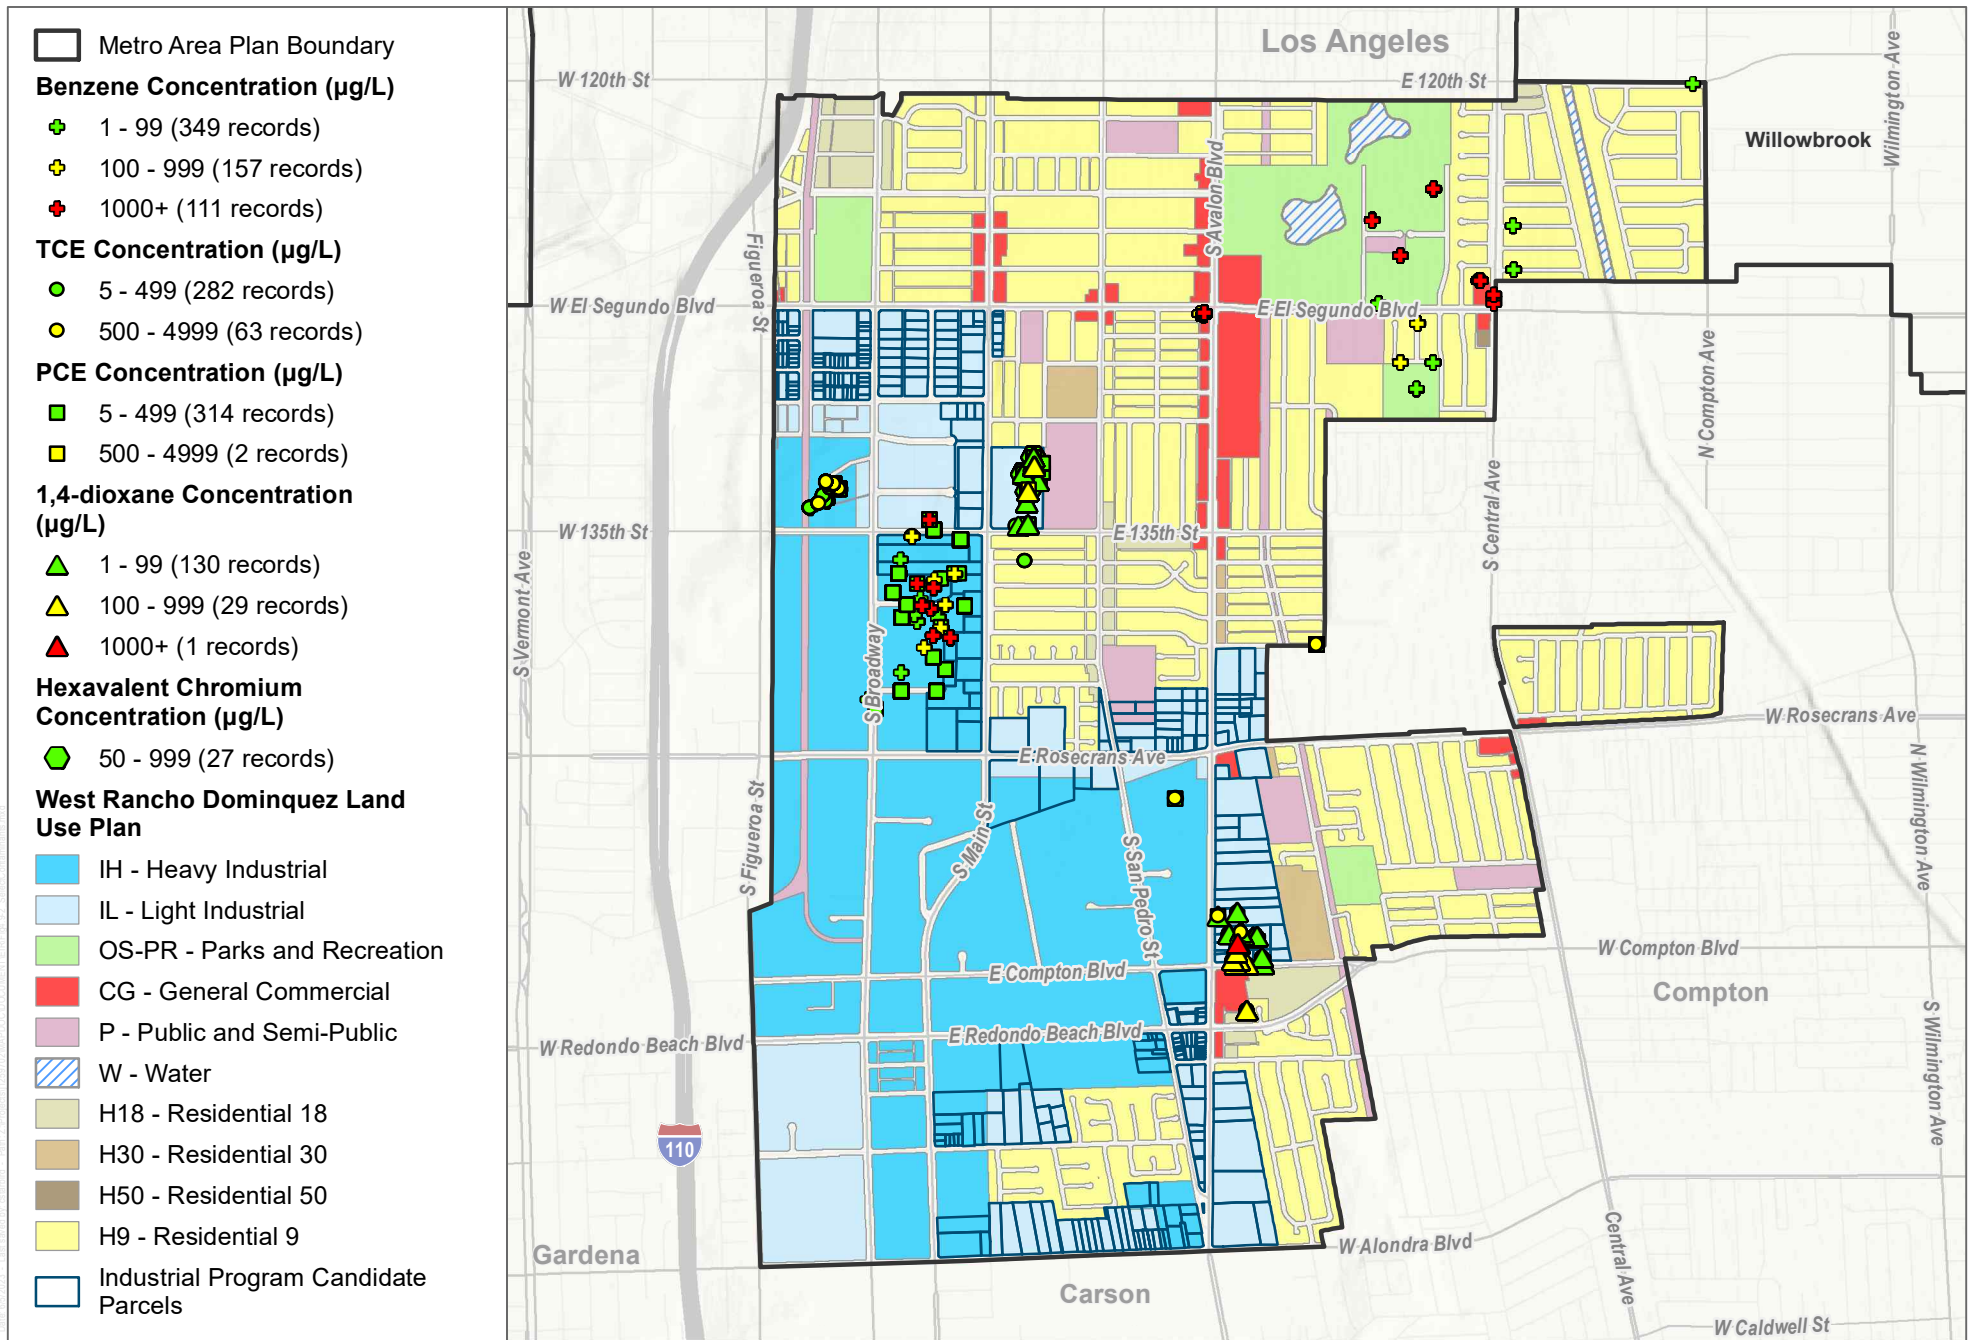 Metro Area Plan Boundary
Benzene Concentration (µg/L)
1 - 99 (349 records)
100 - 999 (157 records)
1000+ (111 records)
TCE Concentration (µg/L)
5 - 499 (282 records)
500 - 4999 (63 records)
PCE Concentration (µg/L)
5 - 499 (314 records)
500 - 4999 (2 records)
1,4-dioxane Concentration
(µg/L)
1 - 99 (130 records)
100 - 999 (29 records)
1000+ (1 records)
Hexavalent Chromium
Concentration (µg/L)
50 - 999 (27 records)
West Rancho Dominquez Land
Use Plan
IH - Heavy Industrial
IL - Light Industrial
OS-PR - Parks and Recreation
CG - General Commercial
P - Public and Semi-Public
W - Water
H18 - Residential 18
H30 - Residential 30
H50 - Residential 50
H9 - Residential 9
Industrial Program Candidate
Parcels
Los Angeles
W 120th St
E 120th St
Wilmington Ave
Willowbrook
S Avalon Blvd
Figueroa St
W El Segundo Blvd
E El Segundo Blvd
N Compton Ave
W 135th St
E 135th St
S Central Ave
S Vermont Ave
S Broadway
W Rosecrans Ave
E Rosecrans Ave
N Wilmington Ave
S Figueroa St
S Main St
S San Pedro St
W Compton Blvd
E Compton Blvd
Compton
E Redondo Beach Blvd
W Redondo Beach Blvd
S Wilmington Ave
110
Gardena
W Alondra Blvd
Central Ave
Carson
W Caldwell St